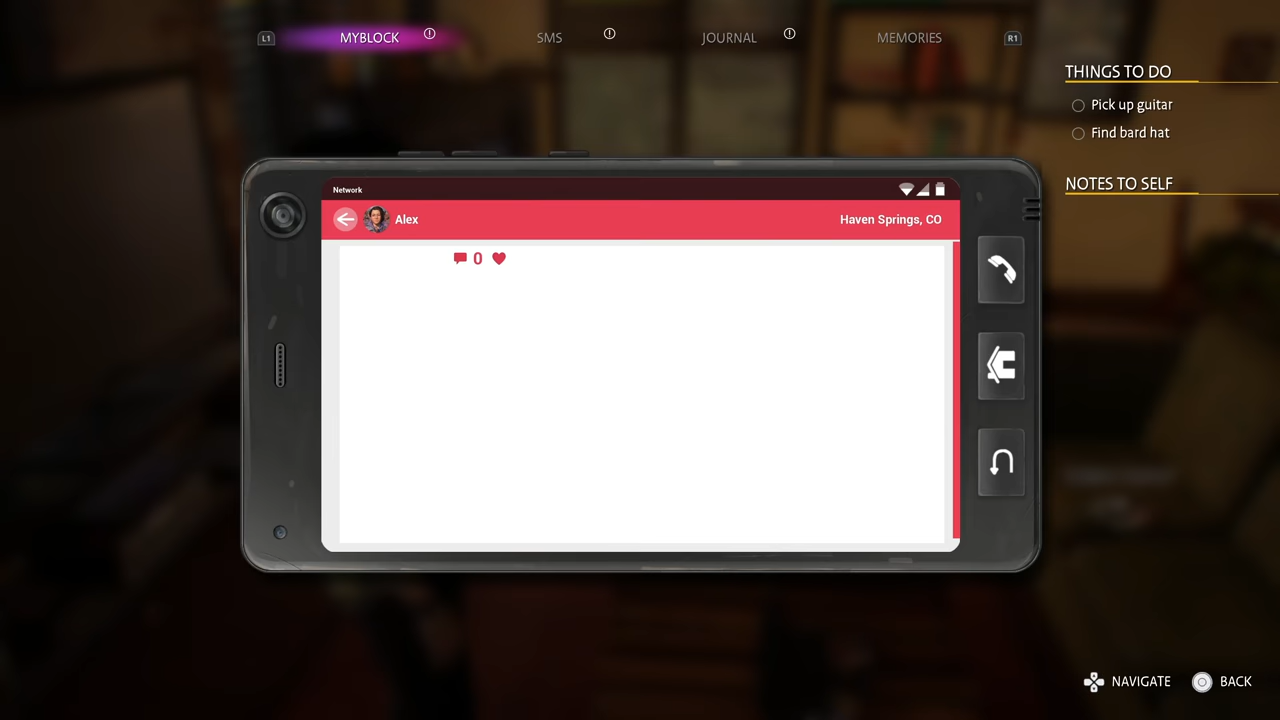 L1
MYBLOCK
SMS
JOURNAL
MEMORIES
R1
THINGS TO DO
Pick up guitar
Find bard hat
NOTES TO SELF
Network
Alex
Haven Springs, CO
0
NAVIGATE
BACK